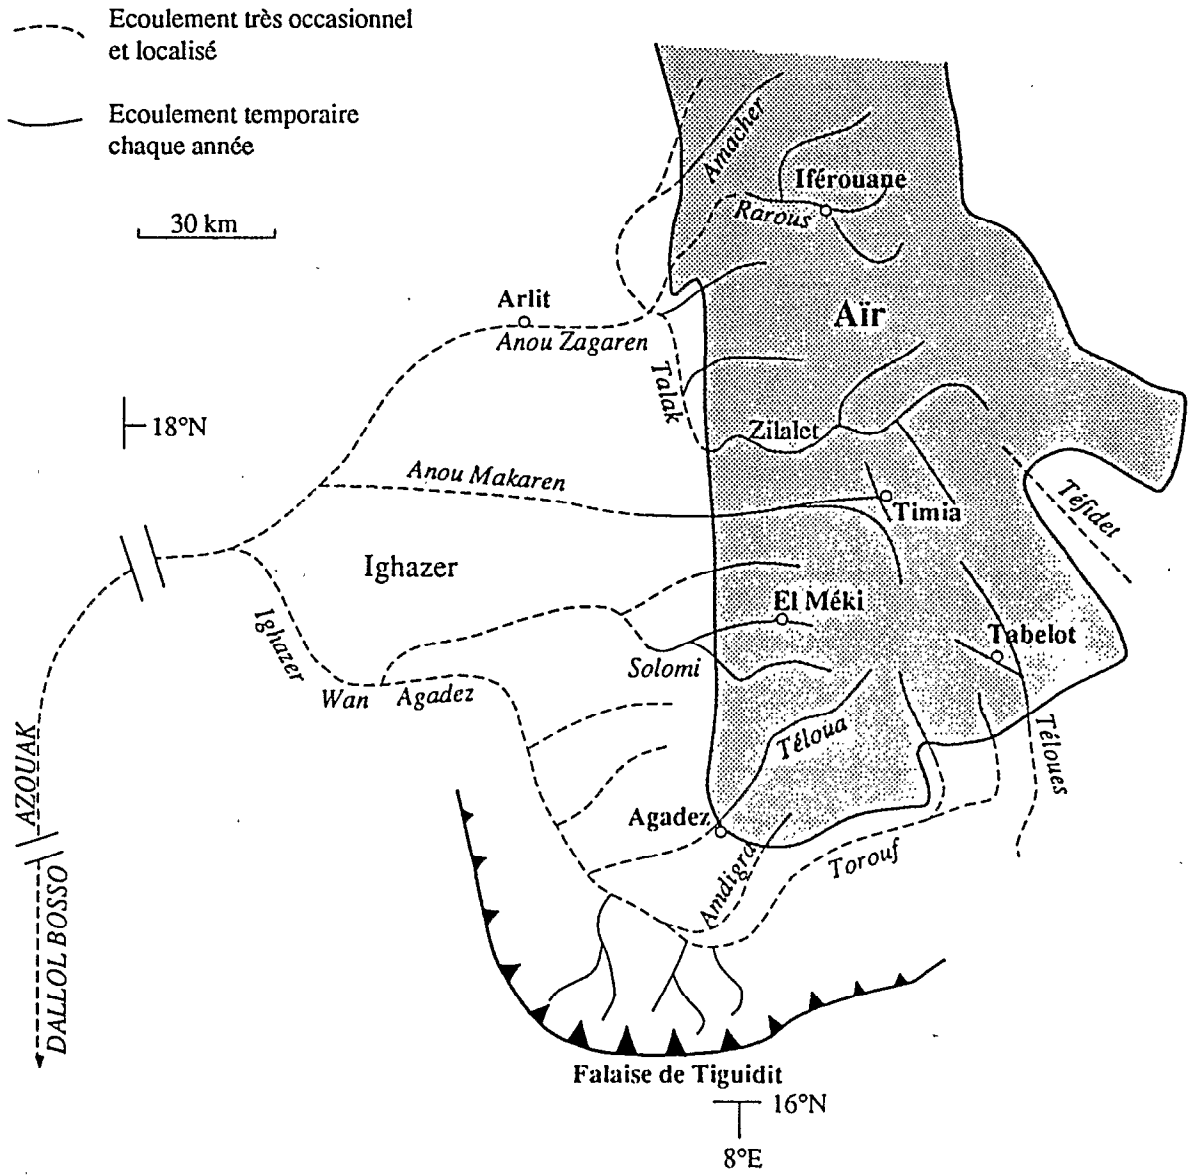 Ecoulement très occasionnel
et localisé
Ecoulement temporaire
chaque année
30 km
Amacher
Iférouane
Rarous
Arlit
Anou Zagaren
Aïr
Talak
18°N
Zilalet
Anou Makaren
Timia
Téfidet
Ighazer
El Méki
Ighazer
Wan
Agadez
Solomi
Tabelot
Téloua
Téloues
AZOUAK
Agadez
Amdigra
Torouf
DALLOL BOSSO
Falaise de Tiguidit
16°N
8°E